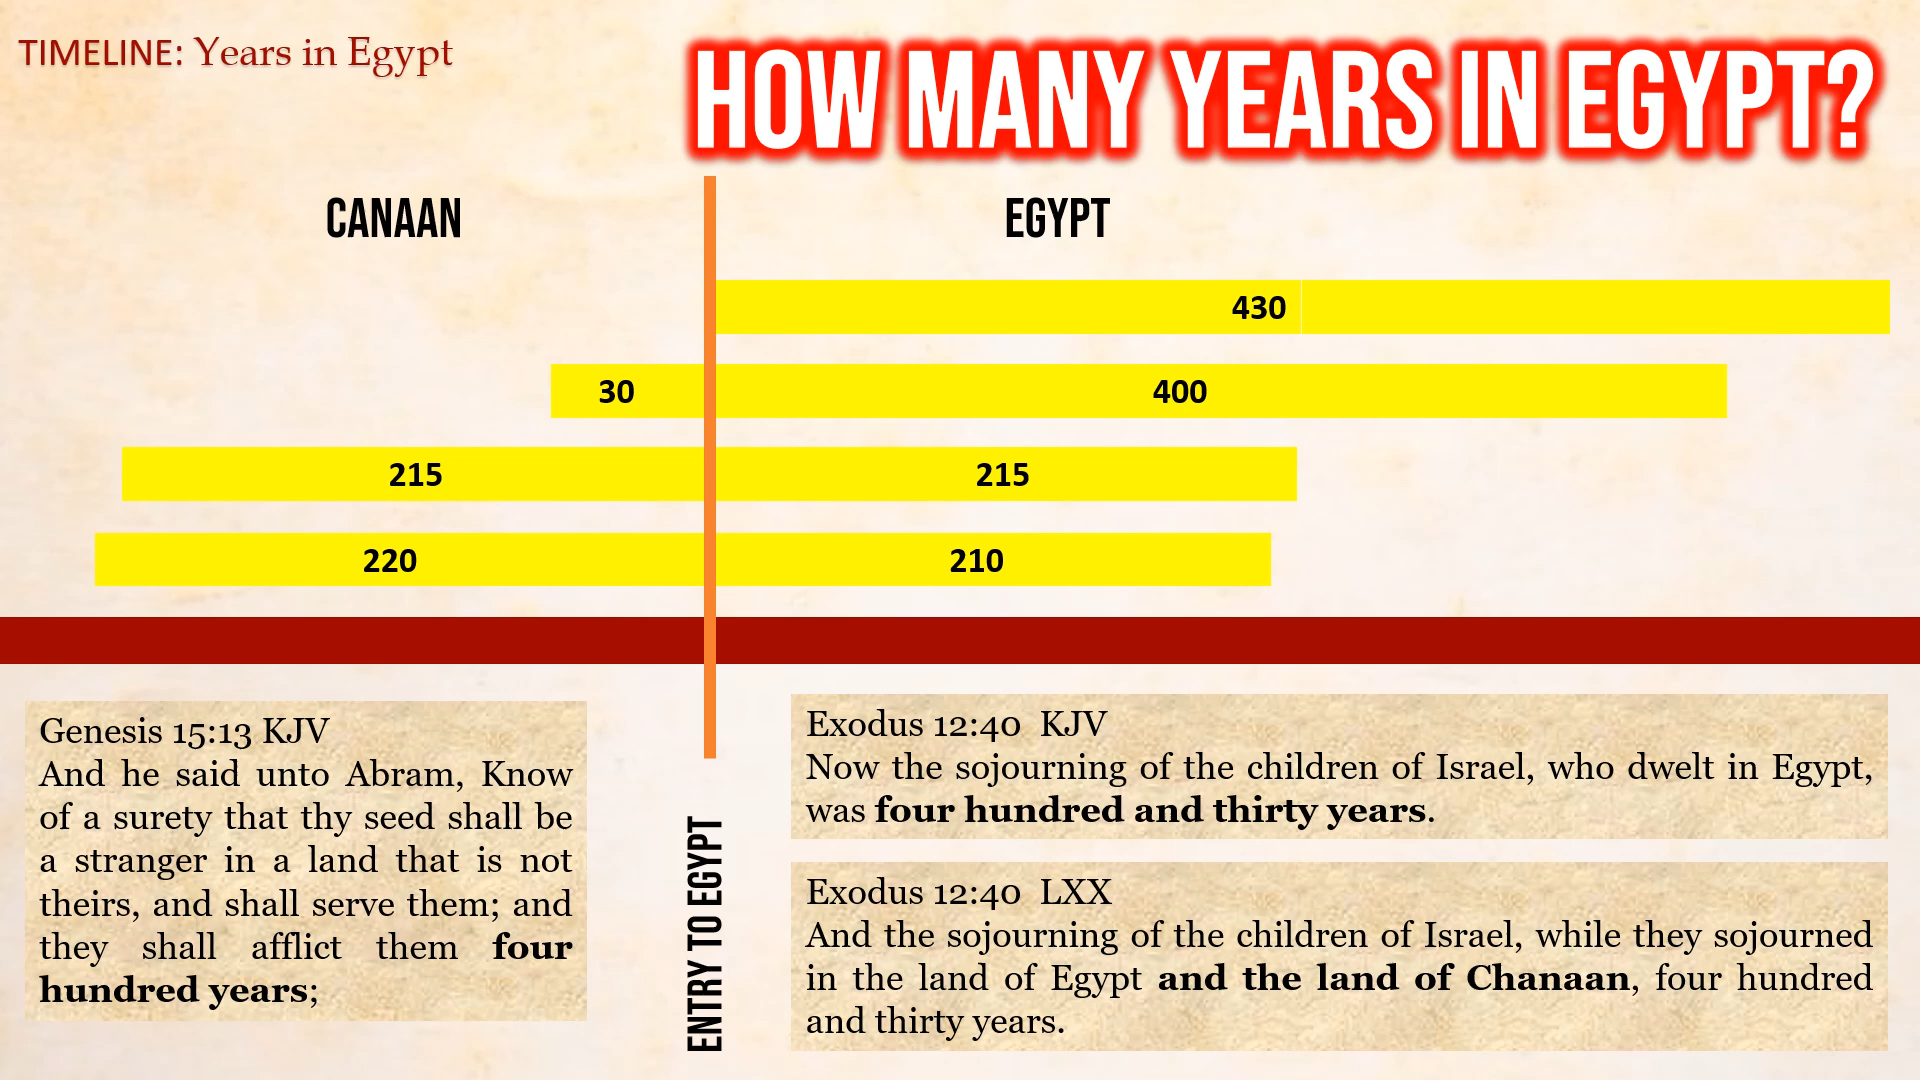 TIMELINE: Years in Egypt
HOW MANY YEARS IN EGYPT?
CANAAN
EGYPT
430
30
400
215
215
220
210
Genesis 15:13 KJV
And he said unto Abram, Know
of a surety that thy seed shall be
a stranger in a land that is not
theirs, and shall serve them; and
they shall afflict them four
hundred years;
ENTRY TO EGYPT
Exodus 12:40 KJV
Now the sojourning of the children of Israel, who dwelt in Egypt,
was four hundred and thirty years.
Exodus 12:40 LXX
And the sojourning of the children of Israel, while they sojourned
in the land of Egypt and the land of Chanaan, four hundred
and thirty years.